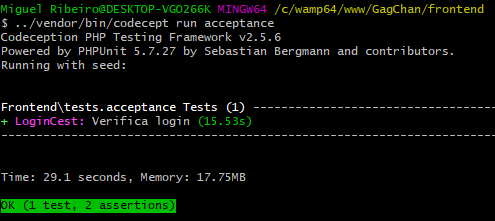 Miguel Ribeiro@DESKTOP-VGO266K MINGW64 /c/wamp64/www/GagChan/frontend
$ ../vendor/bin/codecept run acceptance
Codeception PHP Testing Framework v2.5.6
Powered by PHPUnit 5.7.27 by Sebastian Bergmann and contributors.
Running with seed:
Frontend\tests.acceptance Tests (1) --------------------------------
+ LoginCest: Verifica login (15.53s)
---------------------------------------------------------------------
Time: 29.1 seconds, Memory: 17.75MB
OK (1 test, 2 assertions)